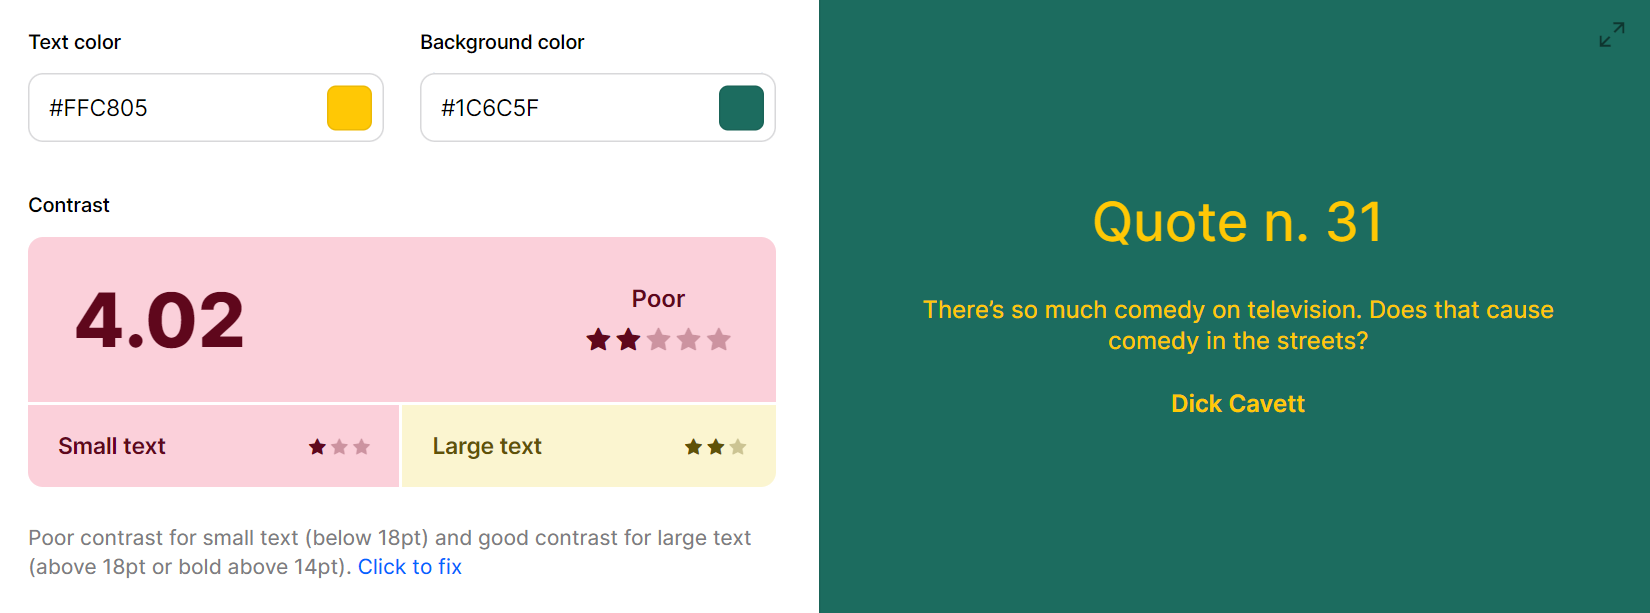 Text color
#FFC805
Background color
#1C6C5F
Contrast
4.02
Poor
Small text
Large text
Poor contrast for small text (below 18pt) and good contrast for large text
(above 18pt or bold above 14pt). Click to fix
Quote n. 31
There’s so much comedy on television. Does that cause
comedy in the streets?
Dick Cavett